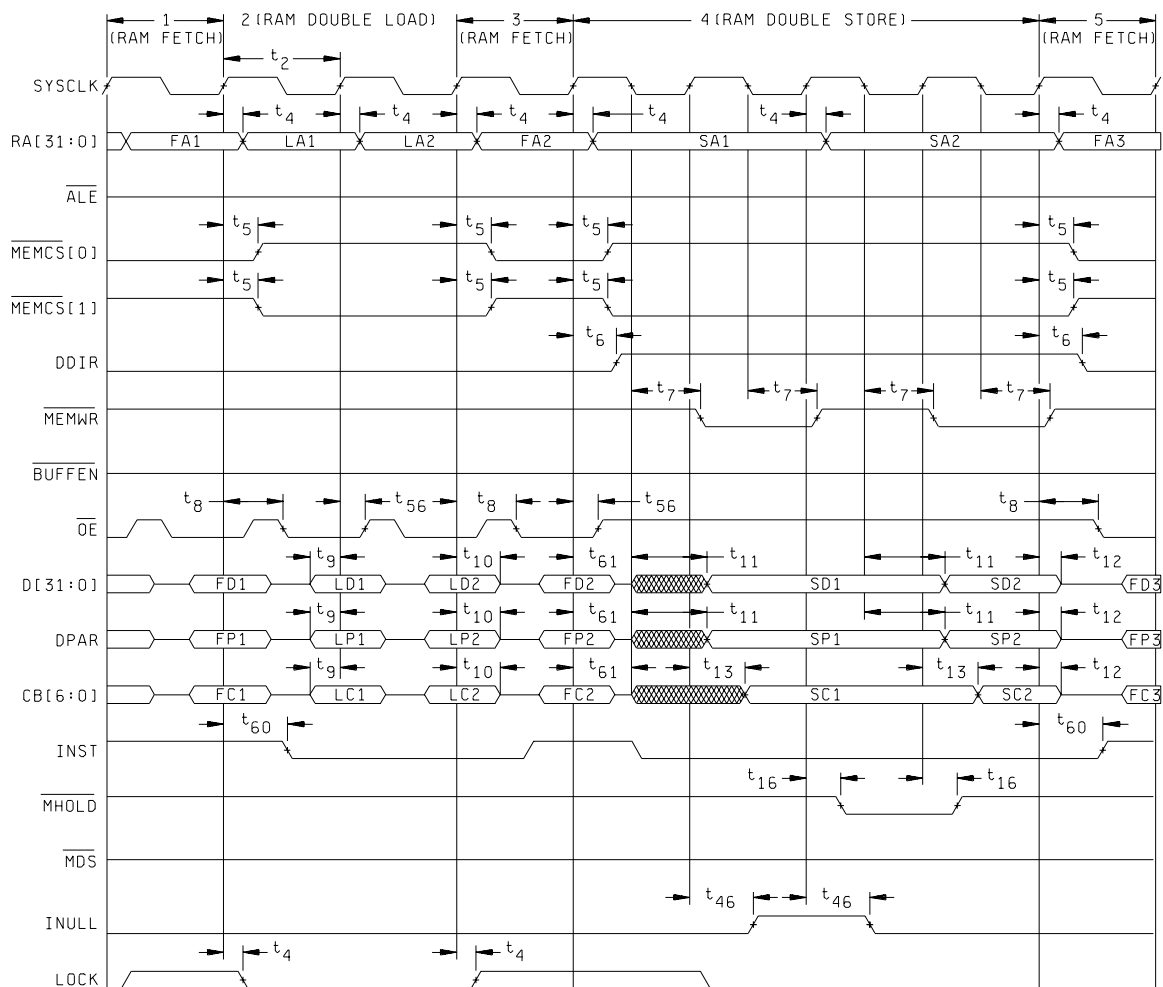 1 2(RAM DOUBLE LOAD) 3 4(RAM DOUBLE STORE) 5
(RAM FETCH) (RAM FETCH) (RAM FETCH)
t2
SYSCLK
t4 t4 t4 t4 t4 t4
RA[31:0] FA1 LA1 LA2 FA2 SA1 SA2 FA3
ALE
t5 t5 t5 t5
MEMCS[0]
t5 t5 t5 t5
MEMCS[1]
t6 t6
DDIR
t7 t7 t7 t7
MEMWR
BUFFEN
t8 t56 t8 t56 t8
OE
t9 t10 t61 t11 t11 t12
D[31:0] FD1 LD1 LD2 FD2 SD1 SD2 FD3
t9 t10 t61 t11 t11 t12
DPAR FP1 LP1 LP2 FP2 SP1 SP2 FP3
t9 t10 t61 t13 t13 t12
CB[6:0] FC1 LC1 LC2 FC2 SC1 SC2 FC3
t60 t60
INST
t16 t16
MHOLD
MDS
t46 t46
INULL
t4 t4
LOCK